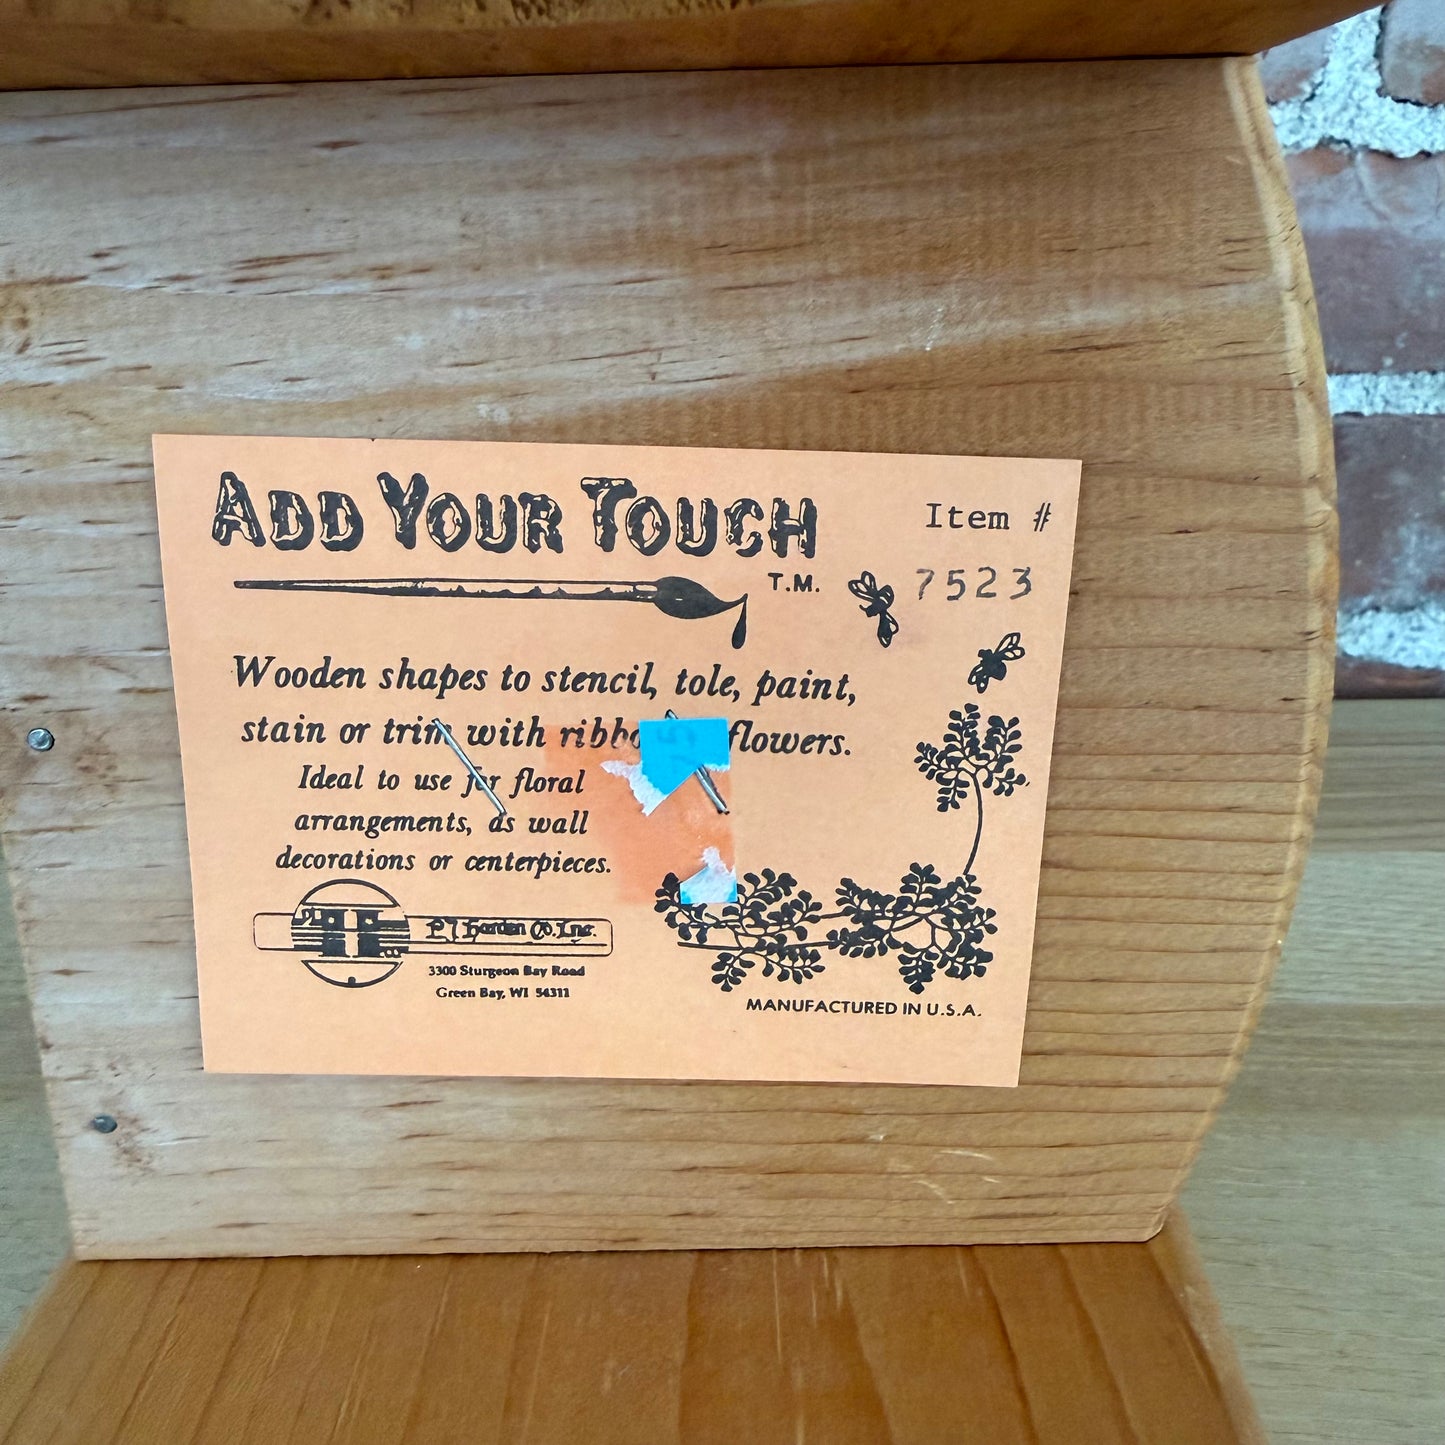 ADD YOUR TOUCH
T.M.
Item #
7523
Wooden shapes to stencil, tole, paint,
stain or trim with flowers.
Ideal to use for floral
arrangements, as wall
decorations or centerpieces.
Co. Inc.
3300 Sturgeon Bay Road
Green Bay, WI 54311
MANUFACTURED IN U.S.A.